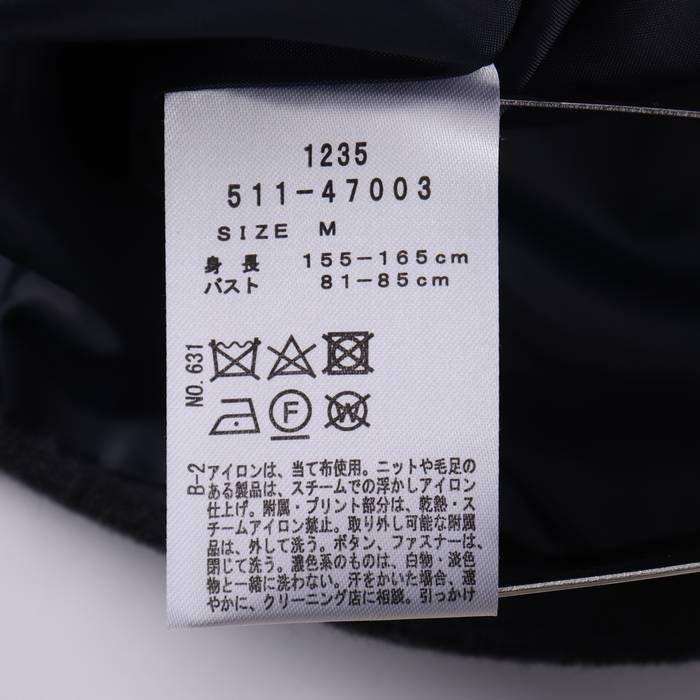 1235
511-47003
SIZE M
身長 155-165cm
バスト 81-85cm
NO.631
F
W
B-2
アイロンは、当て布使用。ニットや毛足の
ある製品は、スチームでの浮かしアイロン
仕上げ。附属・プリント部分は、乾熱・ス
チームアイロン禁止。取り外し可能な附属
品は、外して洗う。ボタン、ファスナーは、
閉じて洗う。濃色系のものは、白物・淡色
物と一緒に洗わない。汗をかいた場合、速
やかに、クリーニング店に相談。引っかけ